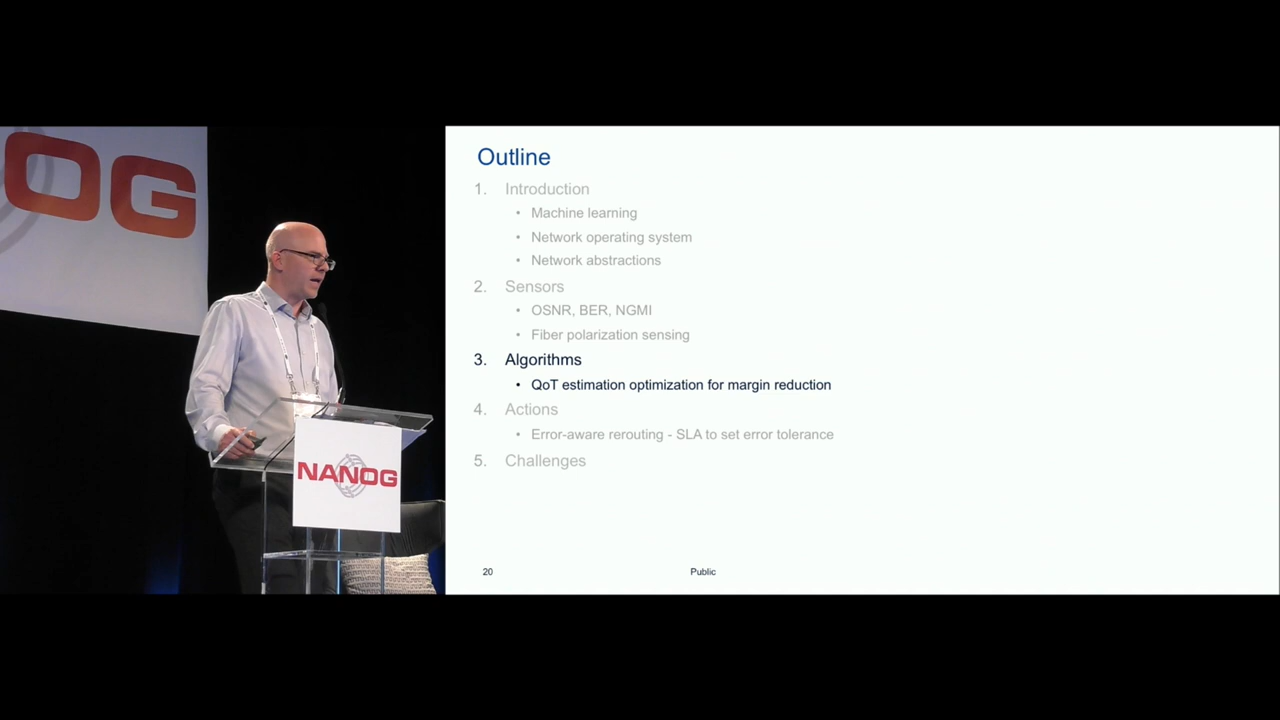 OG
NANOG
Outline
1. Introduction
• Machine learning
• Network operating system
• Network abstractions
2. Sensors
• OSNR, BER, NGMI
• Fiber polarization sensing
3. Algorithms
• QoT estimation optimization for margin reduction
4. Actions
• Error-aware rerouting - SLA to set error tolerance
5. Challenges
20
Public